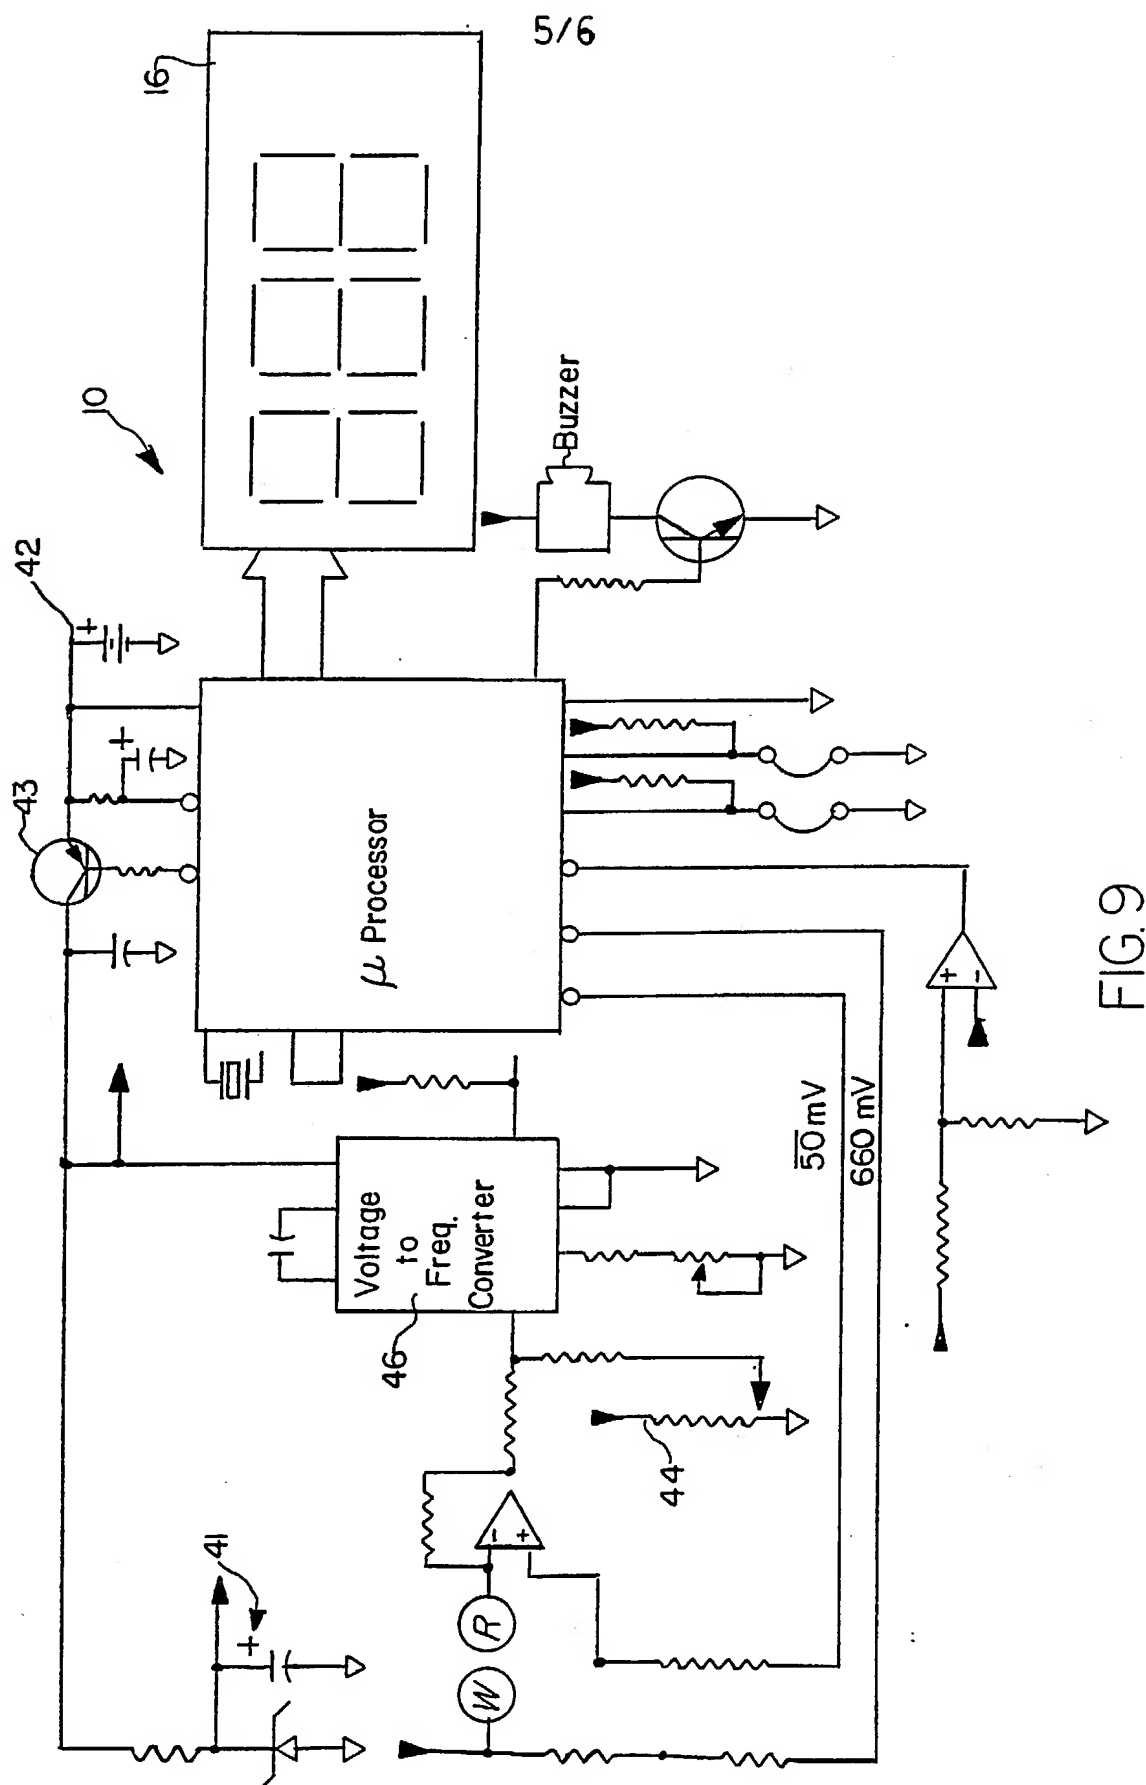 5/6
16
10
42
+
+
43
Buzzer
μ Processor
Voltage
to
Freq.
Converter
46
50mV
660 mV
+
-
44
41
+
R
W
-
+
FIG. 9